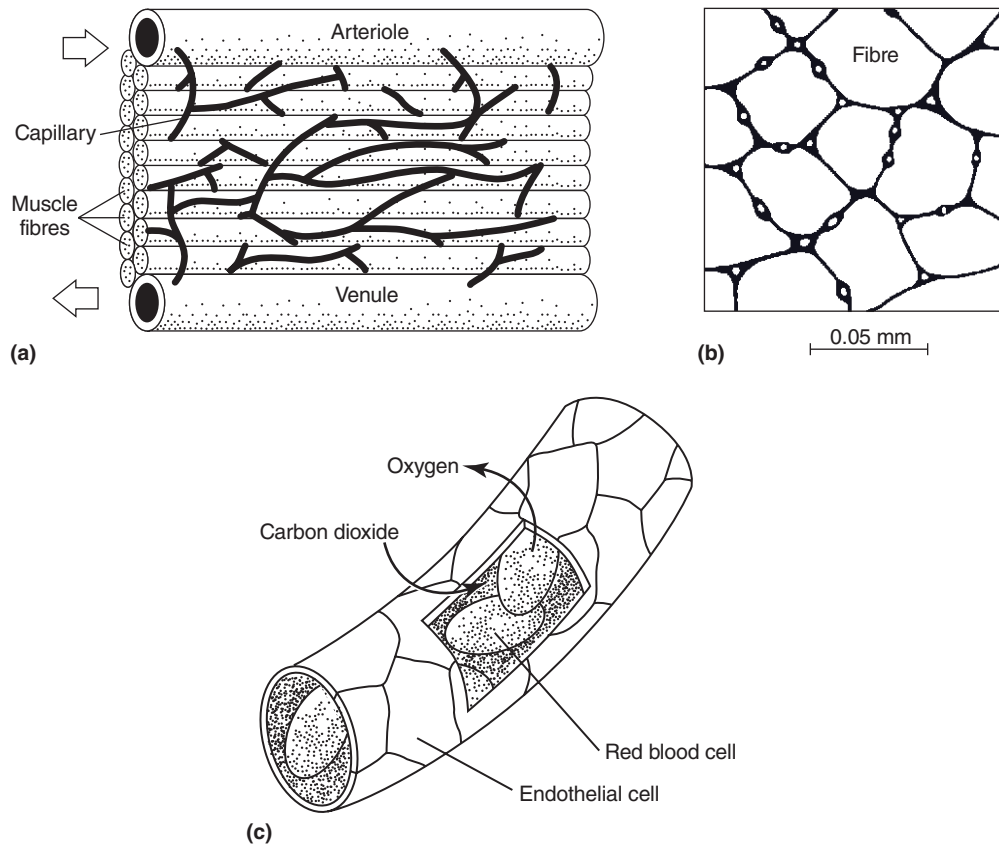 Arteriole
Capillary
Muscle
fibres
Venule
(a)
Fibre
0.05 mm
(b)
Oxygen
Carbon dioxide
Red blood cell
Endothelial cell
(c)